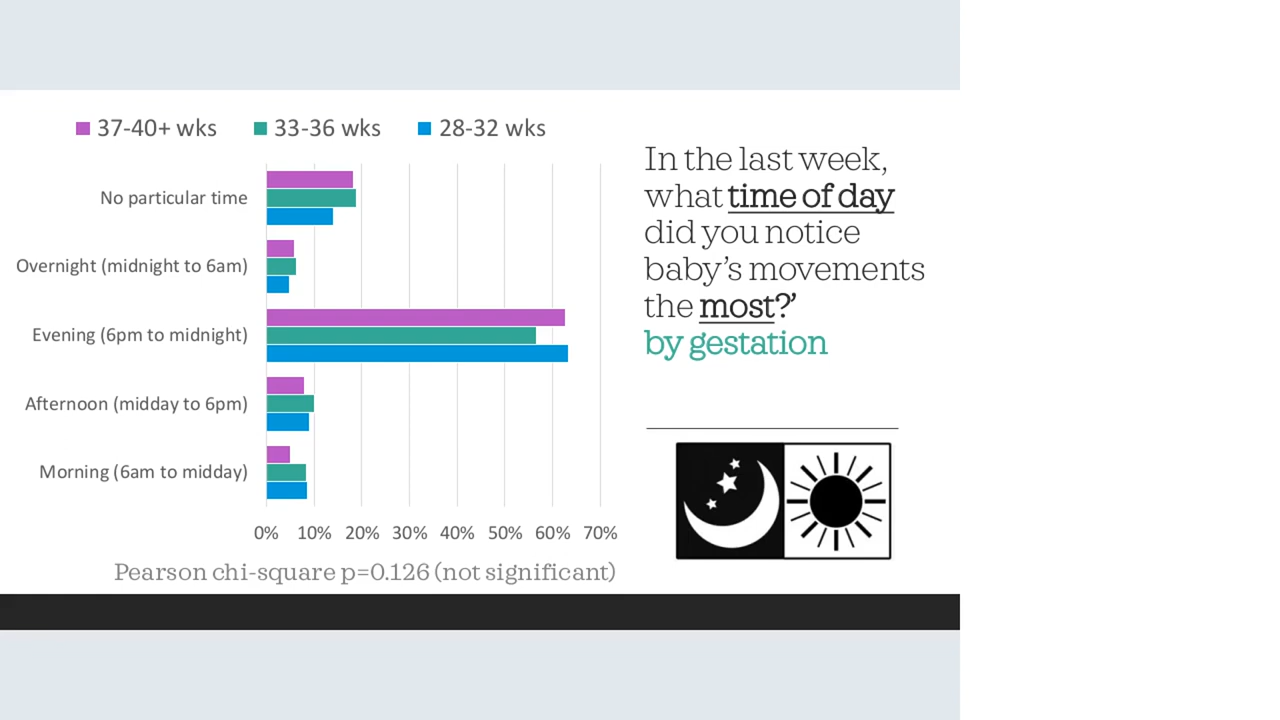 37-40+ wks 33-36 wks 28-32 wks
No particular time
Overnight (midnight to 6am)
Evening (6pm to midnight)
Afternoon (midday to 6pm)
Morning (6am to midday)
0% 10% 20% 30% 40% 50% 60% 70%
Pearson chi-square p=0.126 (not significant)
In the last week,
what time of day
did you notice
baby’s movements
the most?’
by gestation